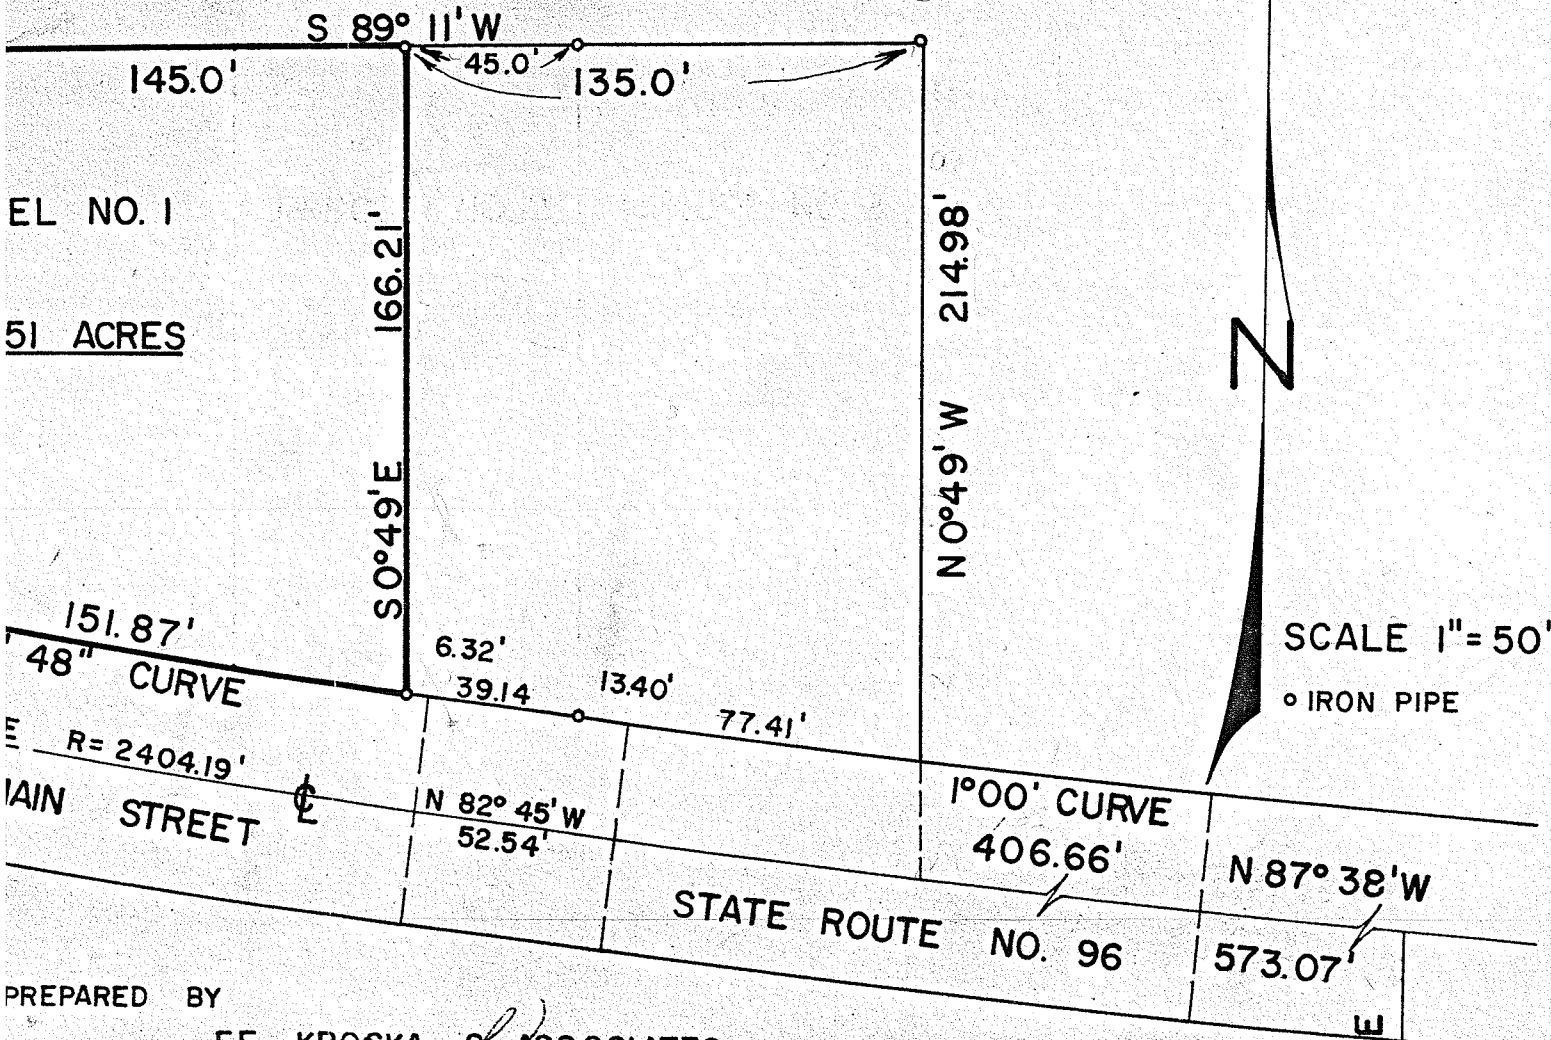 S 89° 11' W
45.0'
145.0'
135.0'
EL NO. 1
51 ACRES
166.21'
S 0°49' E
214.98'
N 0°49' W
N
SCALE 1"= 50'
o IRON PIPE
151.87'
48" CURVE
6.32'
39.14
13.40'
77.41'
R= 2404.19'
STREET
℄
N 82° 45' W
52.54'
1°00' CURVE
406.66'
N 87° 38' W
573.07'
STATE ROUTE NO. 96
PREPARED BY
E